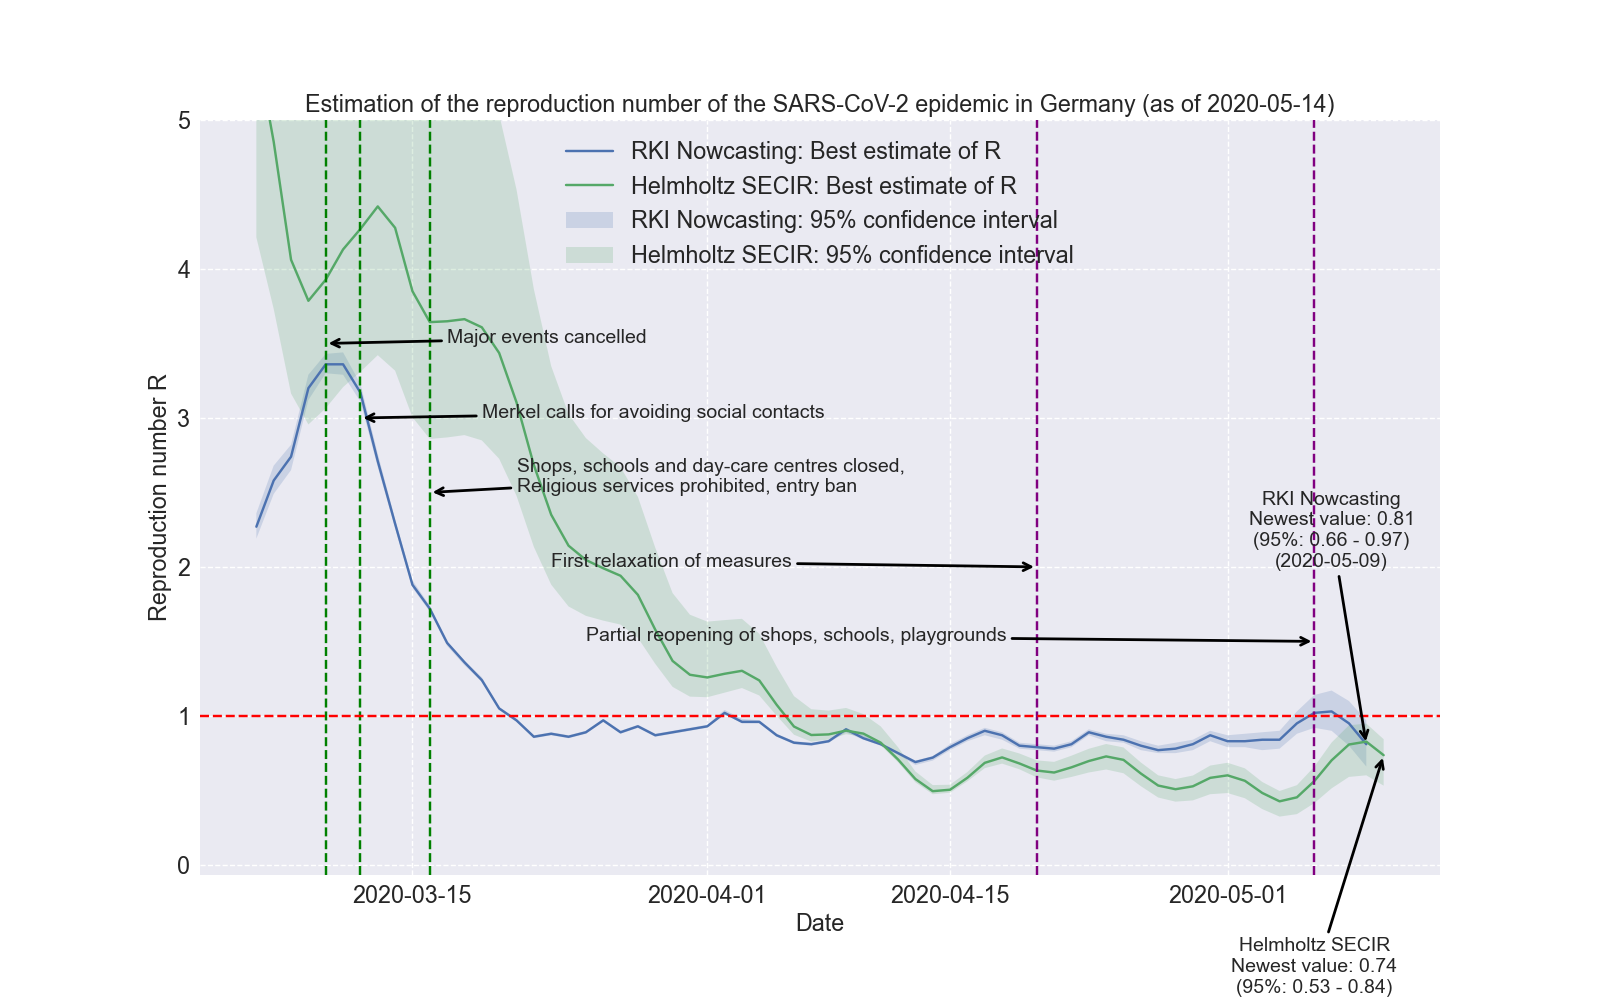 Estimation of the reproduction number of the SARS-CoV-2 epidemic in Germany (as of 2020-05-14)
5
4
3
2
1
0
Reproduction number R
RKI Nowcasting: Best estimate of R
Helmholtz SECIR: Best estimate of R
RKI Nowcasting: 95% confidence interval
Helmholtz SECIR: 95% confidence interval
Major events cancelled
Merkel calls for avoiding social contacts
Shops, schools and day-care centres closed,
Religious services prohibited, entry ban
First relaxation of measures
Partial reopening of shops, schools, playgrounds
RKI Nowcasting
Newest value: 0.81
(95%: 0.66 - 0.97)
(2020-05-09)
2020-03-15
2020-04-01
2020-04-15
2020-05-01
Date
Helmholtz SECIR
Newest value: 0.74
(95%: 0.53 - 0.84)